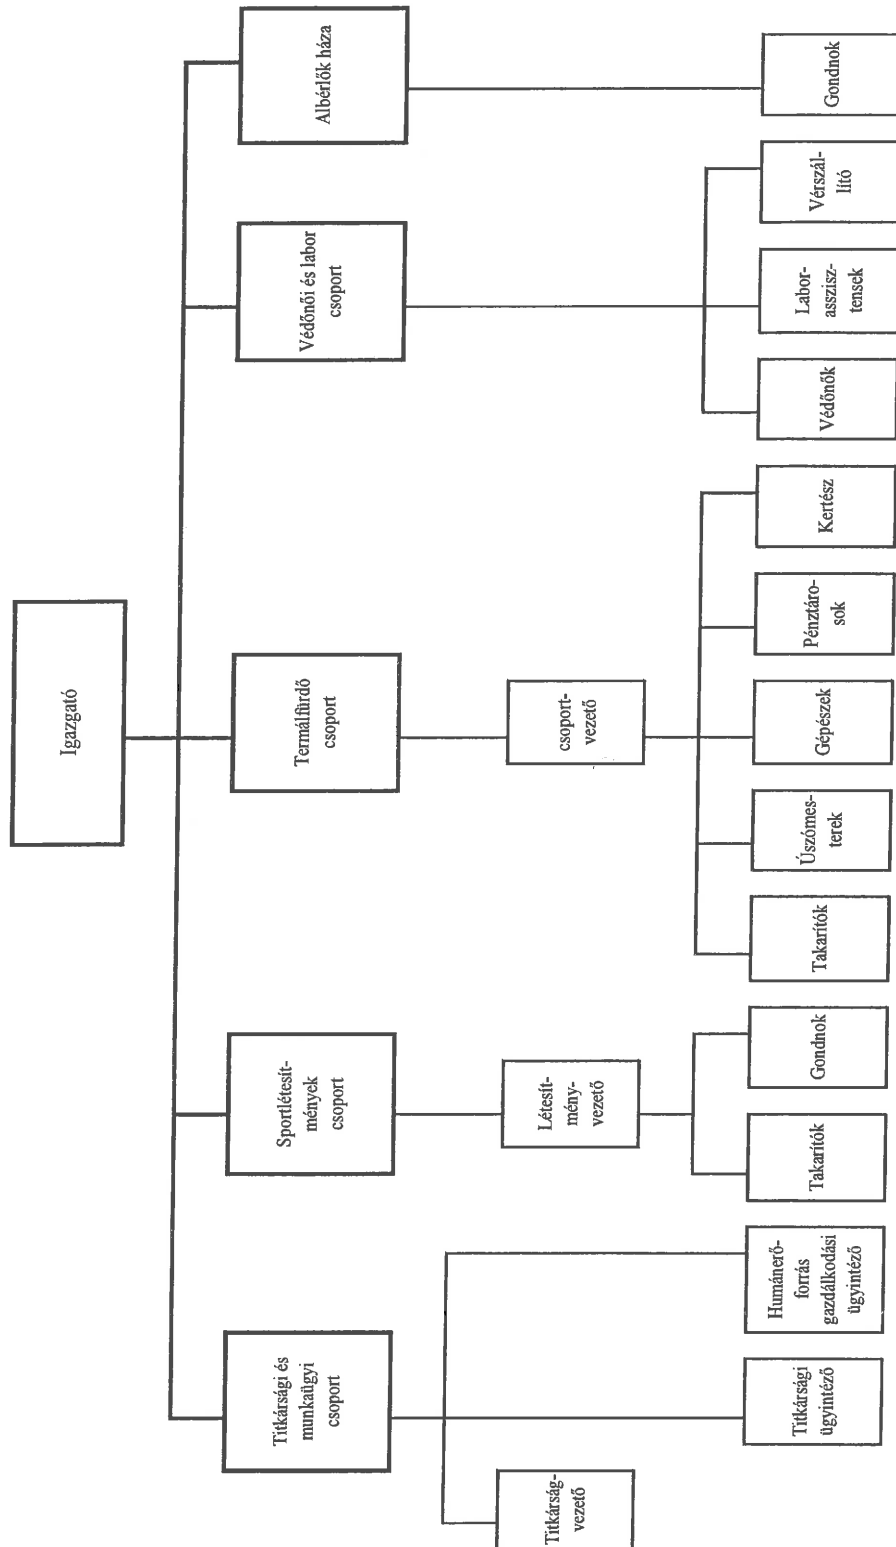 Igazgató
Titkársági és
munkaügyi
csoport
Sportlétesít-
mények
csoport
Termálfürdő
csoport
Védőnői és labor
csoport
Albérlők háza
Titkárság-
vezető
Létesít-
mény-
vezető
csoport-
vezető
Titkársági
ügyintéző
Humánerő-
forrás
gazdálkodási
ügyintéző
Takarítók
Gondnok
Takarítók
Úszómes-
terek
Gépészek
Pénztáro-
sok
Kertész
Védőnők
Labor-
asszisz-
tensek
Vérszál-
lító
Gondnok